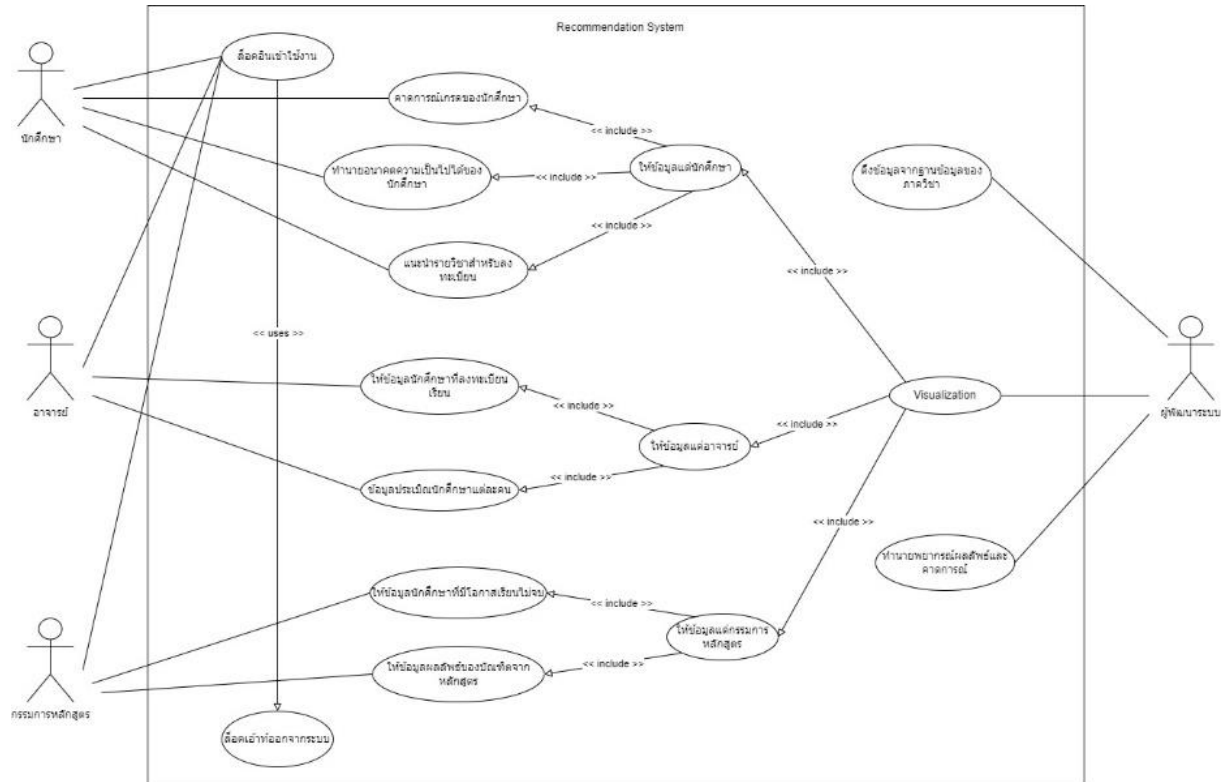 Recommendation System
ล็อคอินเข้าใช้งาน
นักศึกษา
คาดการณ์เกรดของนักศึกษา
<< include >>
ทำนายอนาคตความเป็นไปได้ของ
นักศึกษา
<< include >>
ให้ข้อมูลแต่นักศึกษา
ดึงข้อมูลจากฐานข้อมูลของ
ภาควิชา
<< include >>
แนะนำรายวิชาสำหรับลง
ทะเบียน
<< include >>
<< uses >>
อาจารย์
ให้ข้อมูลนักศึกษาที่ลงทะเบียน
เรียน
<< include >>
<< include >>
Visualization
ผู้พัฒนาระบบ
ให้ข้อมูลแต่อาจารย์
<< include >>
ข้อมูลประเมิณนักศึกษาแต่ละคน
<< include >>
ทำนายพยากรณ์ผลลัพธ์และ
คาดการณ์
ให้ข้อมูลนักศึกษาที่มีโอกาสเรียนไม่จบ
<< include >>
ให้ข้อมูลแต่กรรมการ
หลักสูตร
<< include >>
ให้ข้อมูลผลลัพธ์ของบัณฑิตจาก
หลักสูตร
กรรมการหลักสูตร
ล็อคเอ้าท์ออกจากระบบ